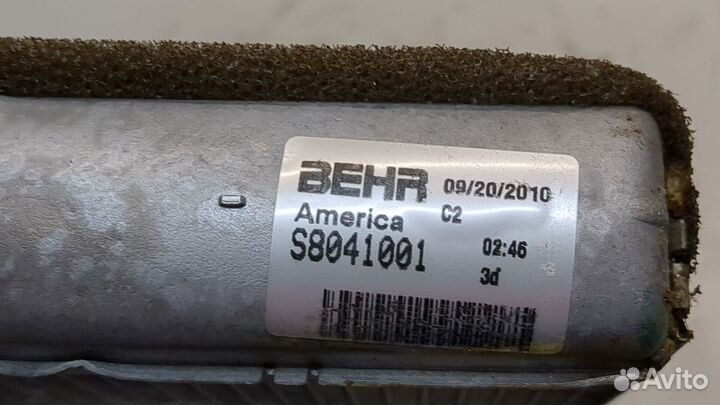 BEHR 09/20/2010
America C2
S8041001 02:46
3d
Avito